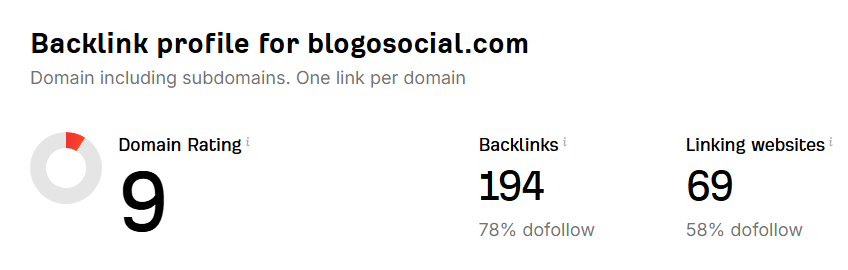 Backlink profile for blogosocial.com
Domain including subdomains. One link per domain
Domain Rating i
9
Backlinks i
194
78% dofollow
Linking websites i
69
58% dofollow